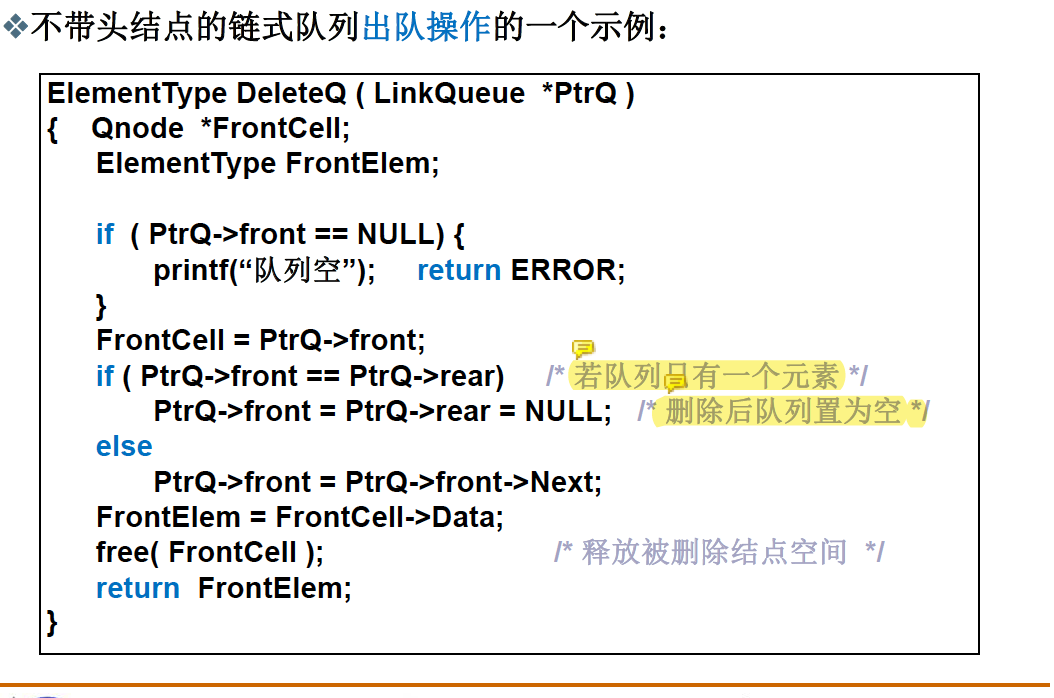 ❖不带头结点的链式队列出队操作的一个示例：
ElementType DeleteQ ( LinkQueue *PtrQ )
{ Qnode *FrontCell;
ElementType FrontElem;
if ( PtrQ->front == NULL) {
printf(“队列空”); return ERROR;
}
FrontCell = PtrQ->front;
if ( PtrQ->front == PtrQ->rear) /* 若队列只有一个元素 */
PtrQ->front = PtrQ->rear = NULL; /* 删除后队列置为空 */
else
PtrQ->front = PtrQ->front->Next;
FrontElem = FrontCell->Data;
free( FrontCell ); /* 释放被删除结点空间 */
return FrontElem;
}